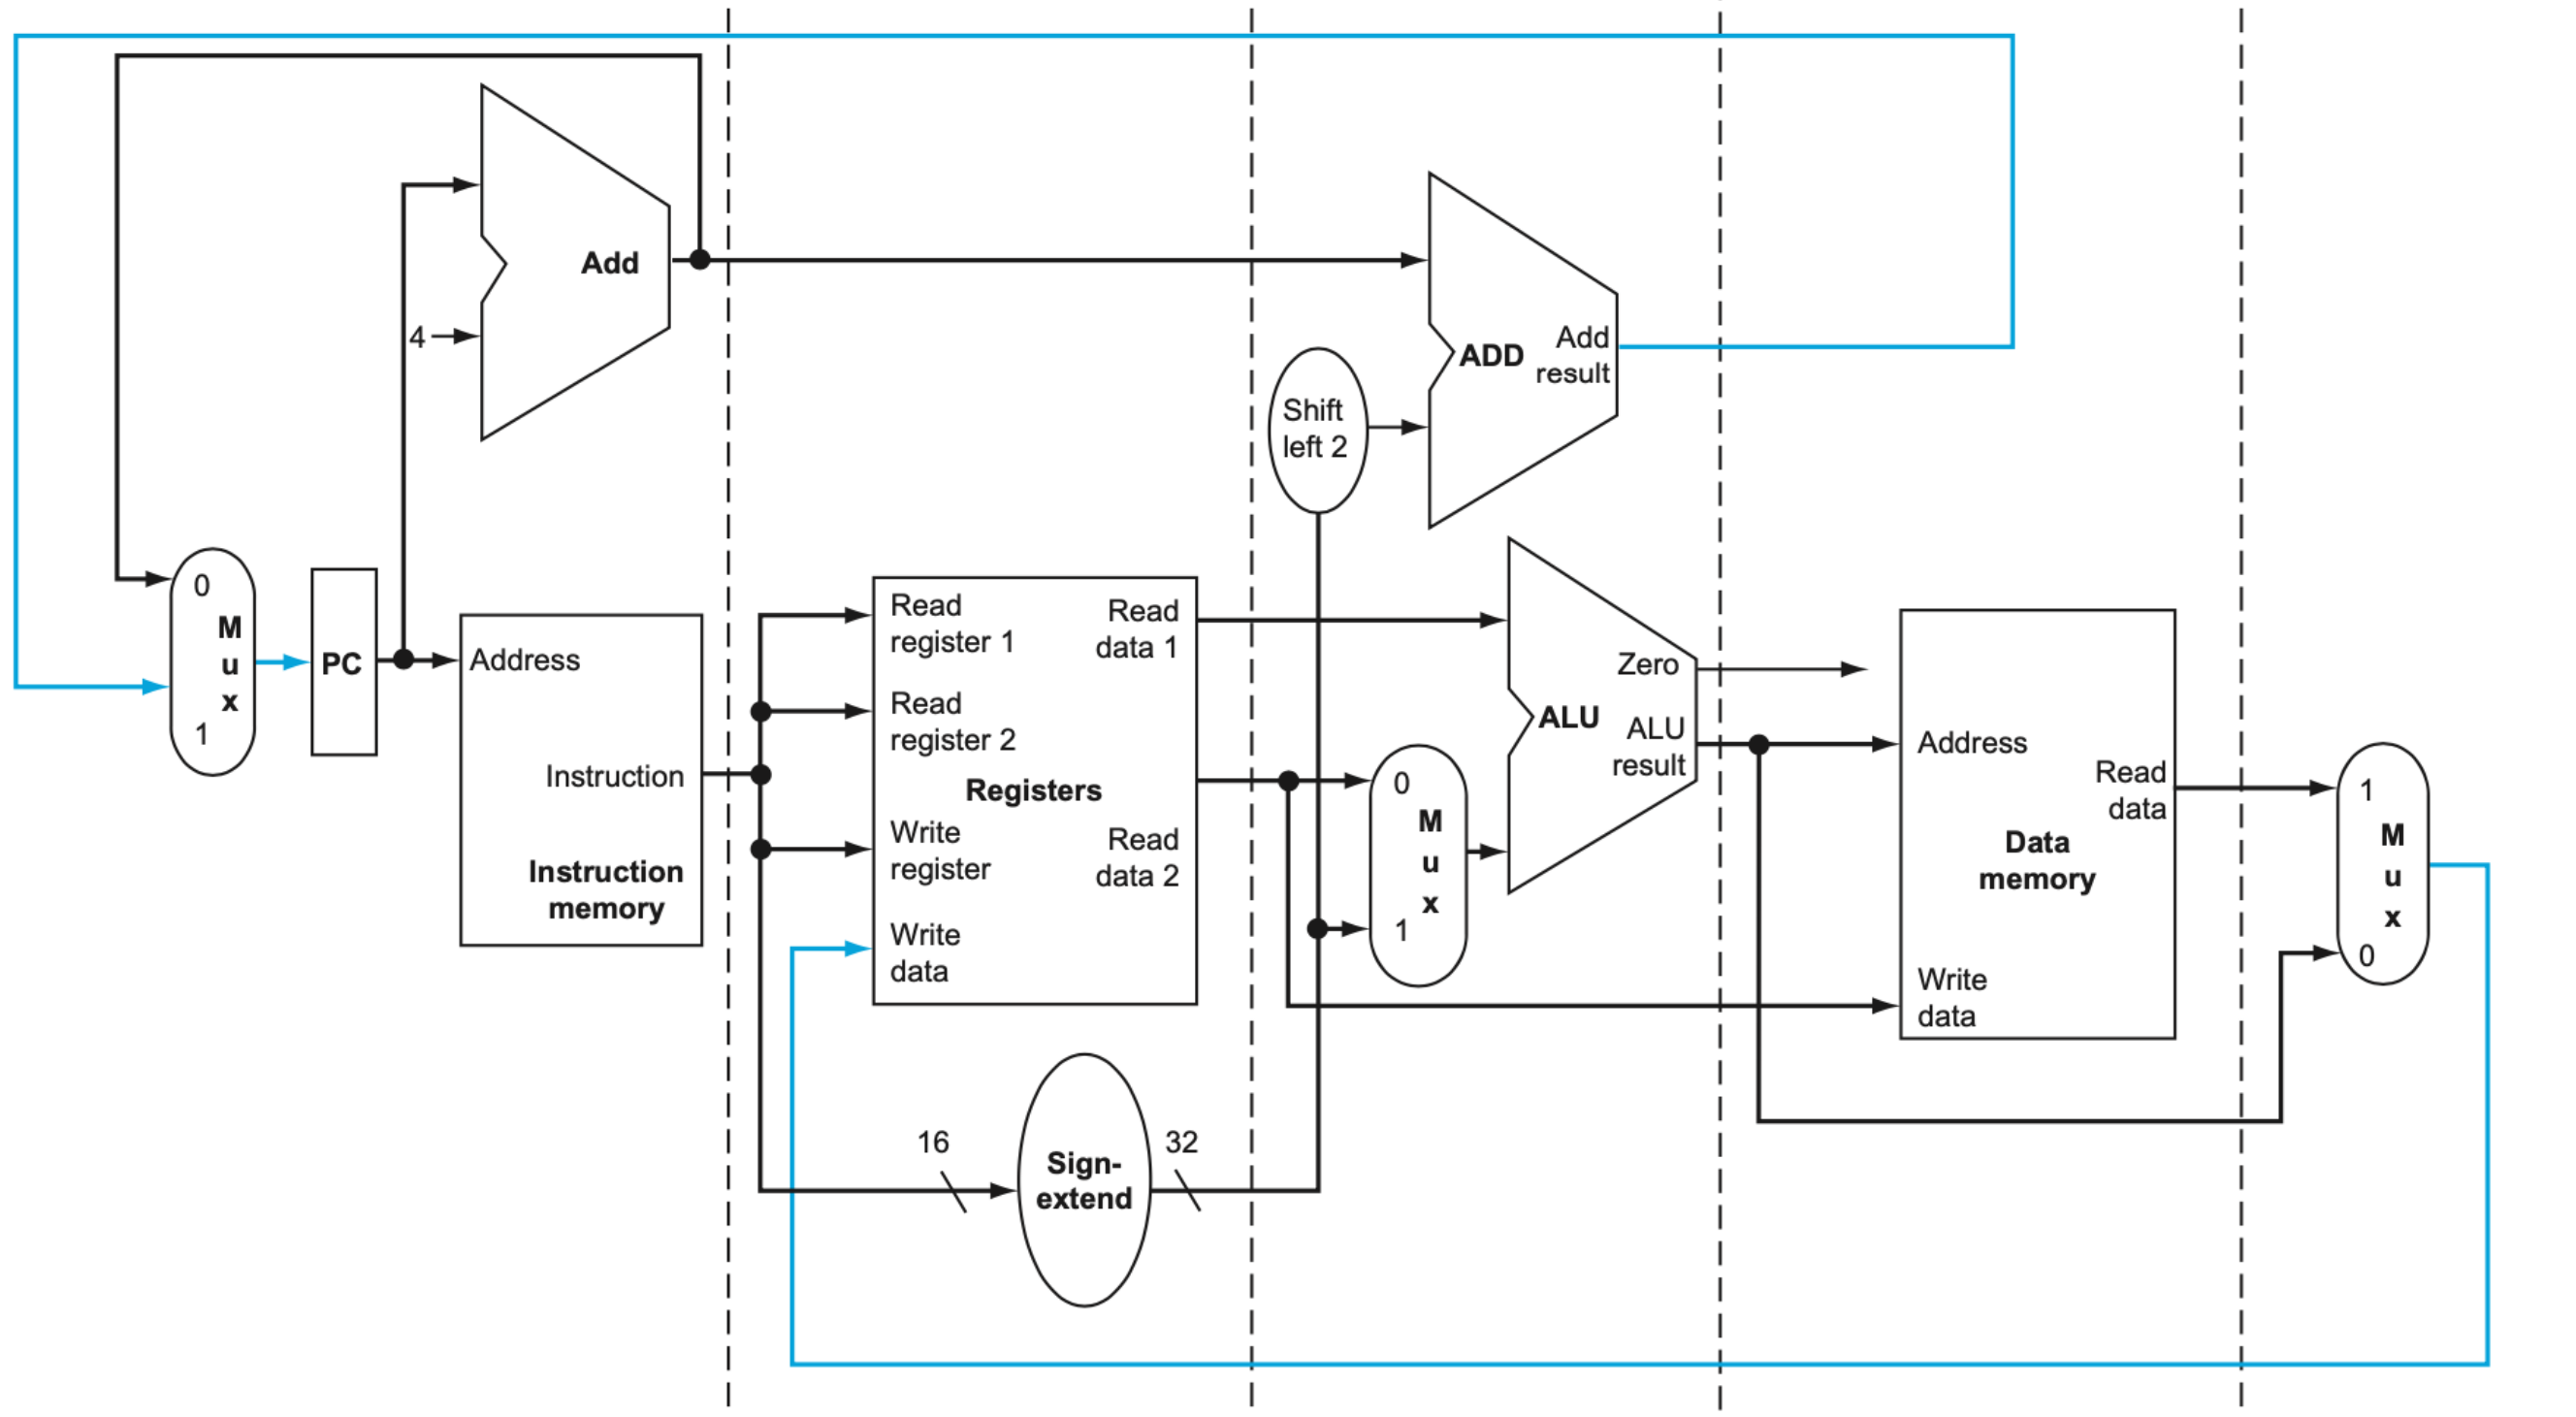 Add
4
0
M
u
x
1
PC
Address
Instruction
Instruction
memory
Read
register 1
Read
register 2
Registers
Write
register
Write
data
Read
data 1
Read
data 2
16
Sign-
extend
32
Shift
left 2
ADD
Add
result
0
M
u
x
1
ALU
Zero
ALU
result
Address
Read
data
Data
memory
Write
data
1
M
u
x
0